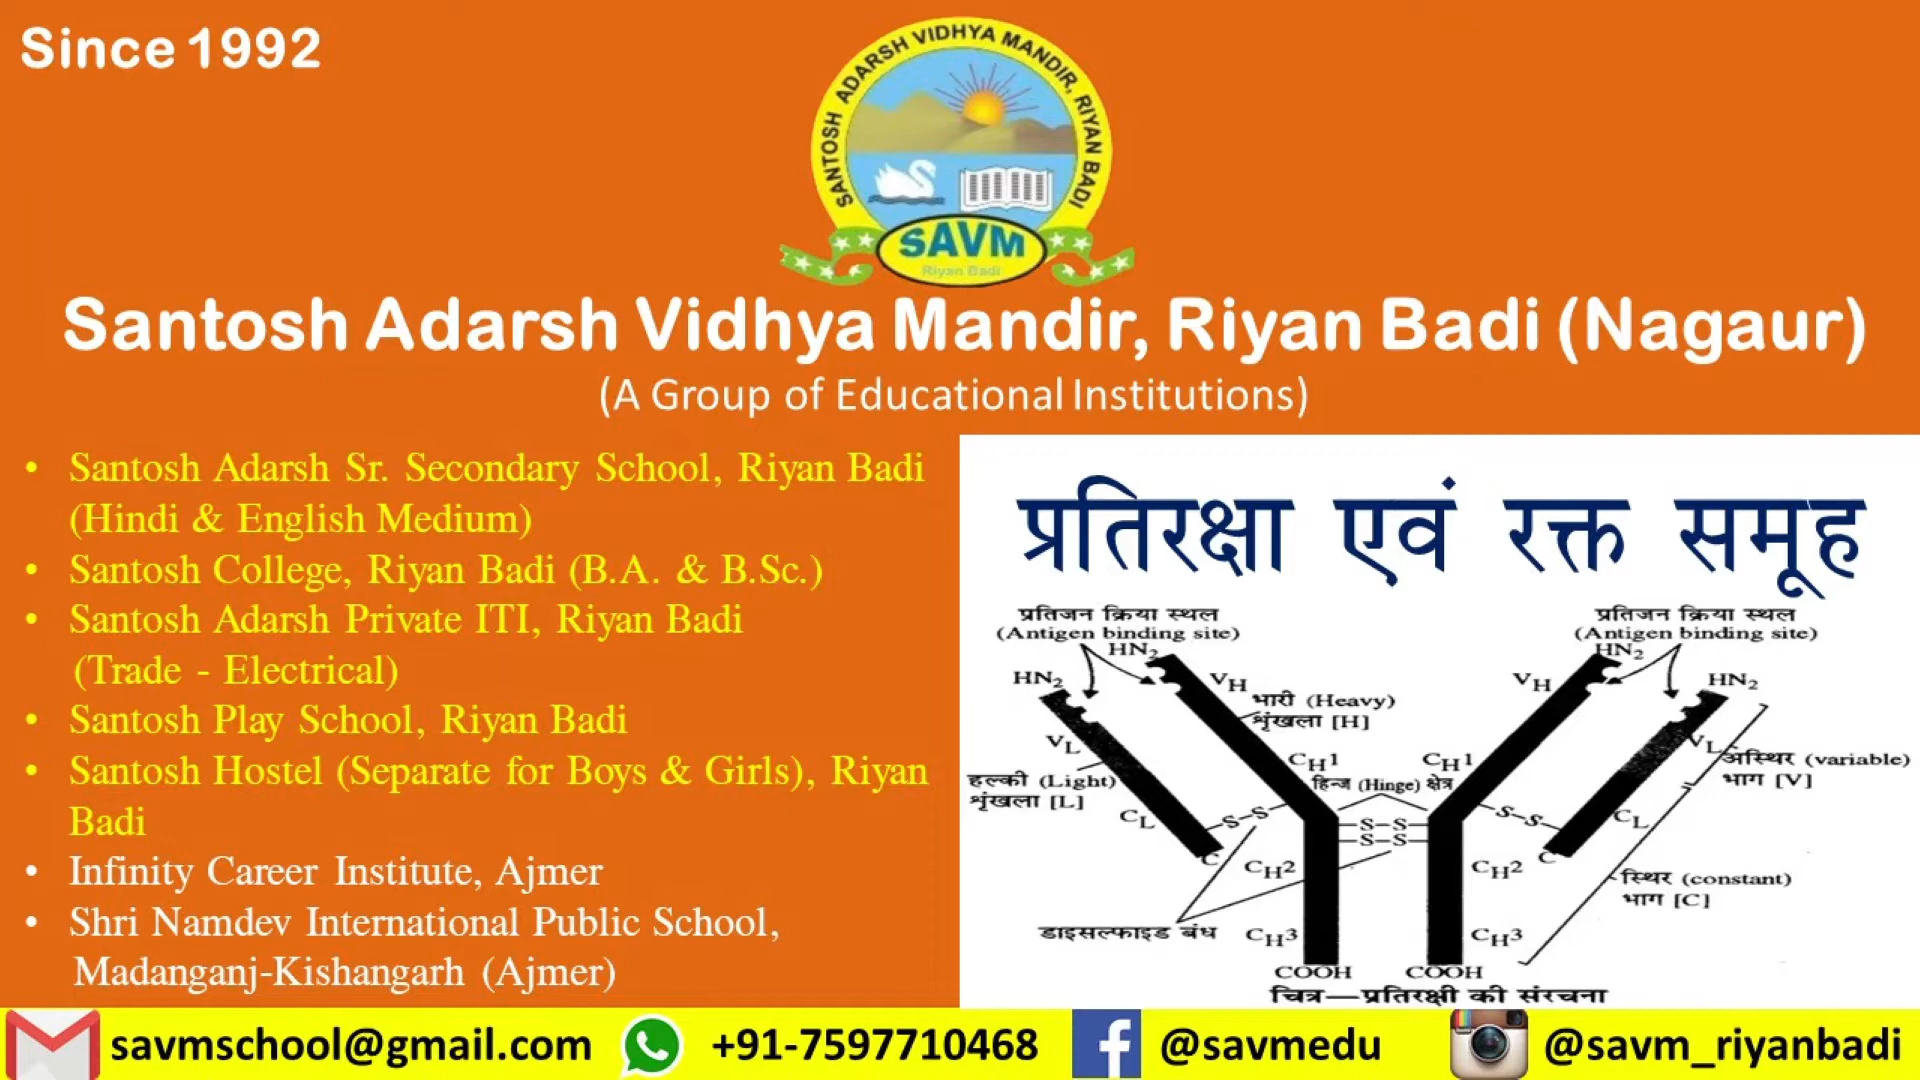 Since 1992
SANTOSH ADARSH VIDHYA MANDIR, RIYAN BADI
SAVM
Riyan Badi
Santosh Adarsh Vidhya Mandir, Riyan Badi (Nagaur)
(A Group of Educational Institutions)
• Santosh Adarsh Sr. Secondary School, Riyan Badi
(Hindi & English Medium)
• Santosh College, Riyan Badi (B.A. & B.Sc.)
• Santosh Adarsh Private ITI, Riyan Badi
(Trade - Electrical)
• Santosh Play School, Riyan Badi
• Santosh Hostel (Separate for Boys & Girls), Riyan
Badi
• Infinity Career Institute, Ajmer
• Shri Namdev International Public School,
Madanganj-Kishangarh (Ajmer)
प्रतिरक्षा एवं रक्त समूह
प्रतिजन क्रिया स्थल
(Antigen binding site)
प्रतिजन क्रिया स्थल
(Antigen binding site)
HN2
HN2
HN2
HN2
VH
VH
भारी (Heavy)
शृंखला [H]
VL
VL
हल्की (Light)
शृंखला [L]
CH1
CH1
हिन्ज (Hinge) क्षेत्र
अस्थिर (variable)
भाग [V]
CL
CL
S-S
S-S
S-S
S-S
C
C
CH2
CH2
स्थिर (constant)
भाग [C]
डाइसल्फाइड बंध
CH3
CH3
COOH
COOH
चित्र—प्रतिरक्षी की संरचना
savmschool@gmail.com
+91-7597710468
@savmedu
@savm_riyanbadi